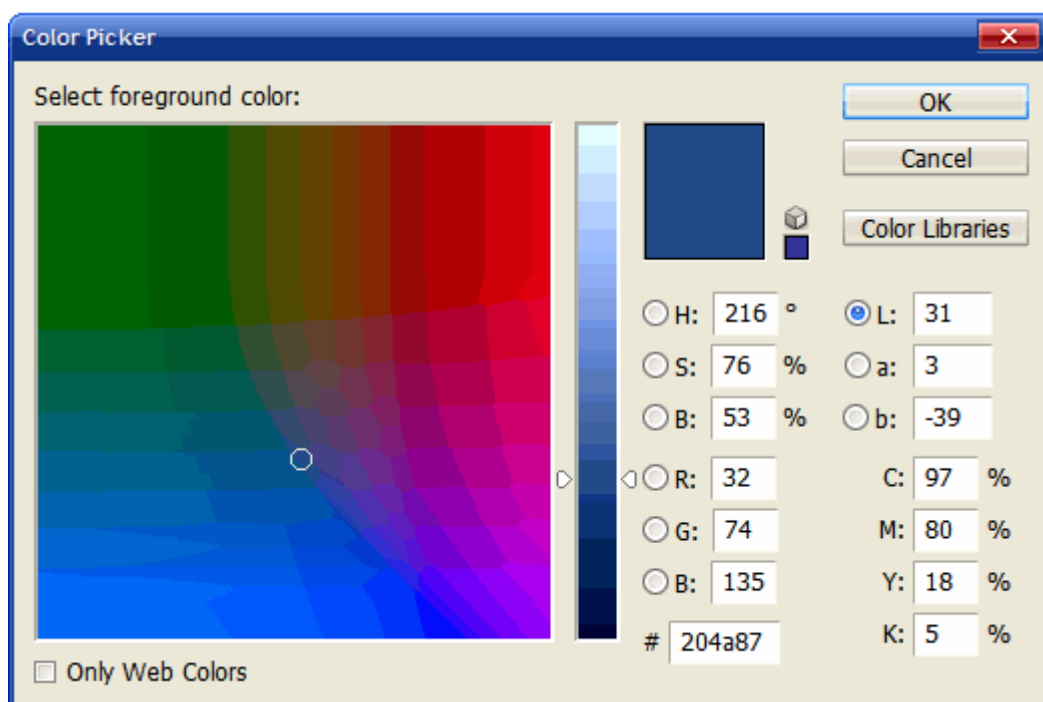 Color Picker
Select foreground color:
OK
Cancel
Color Libraries
H: 216 °
L: 31
S: 76 %
a: 3
B: 53 %
b: -39
R: 32
C: 97 %
G: 74
M: 80 %
B: 135
Y: 18 %
# 204a87
K: 5 %
Only Web Colors